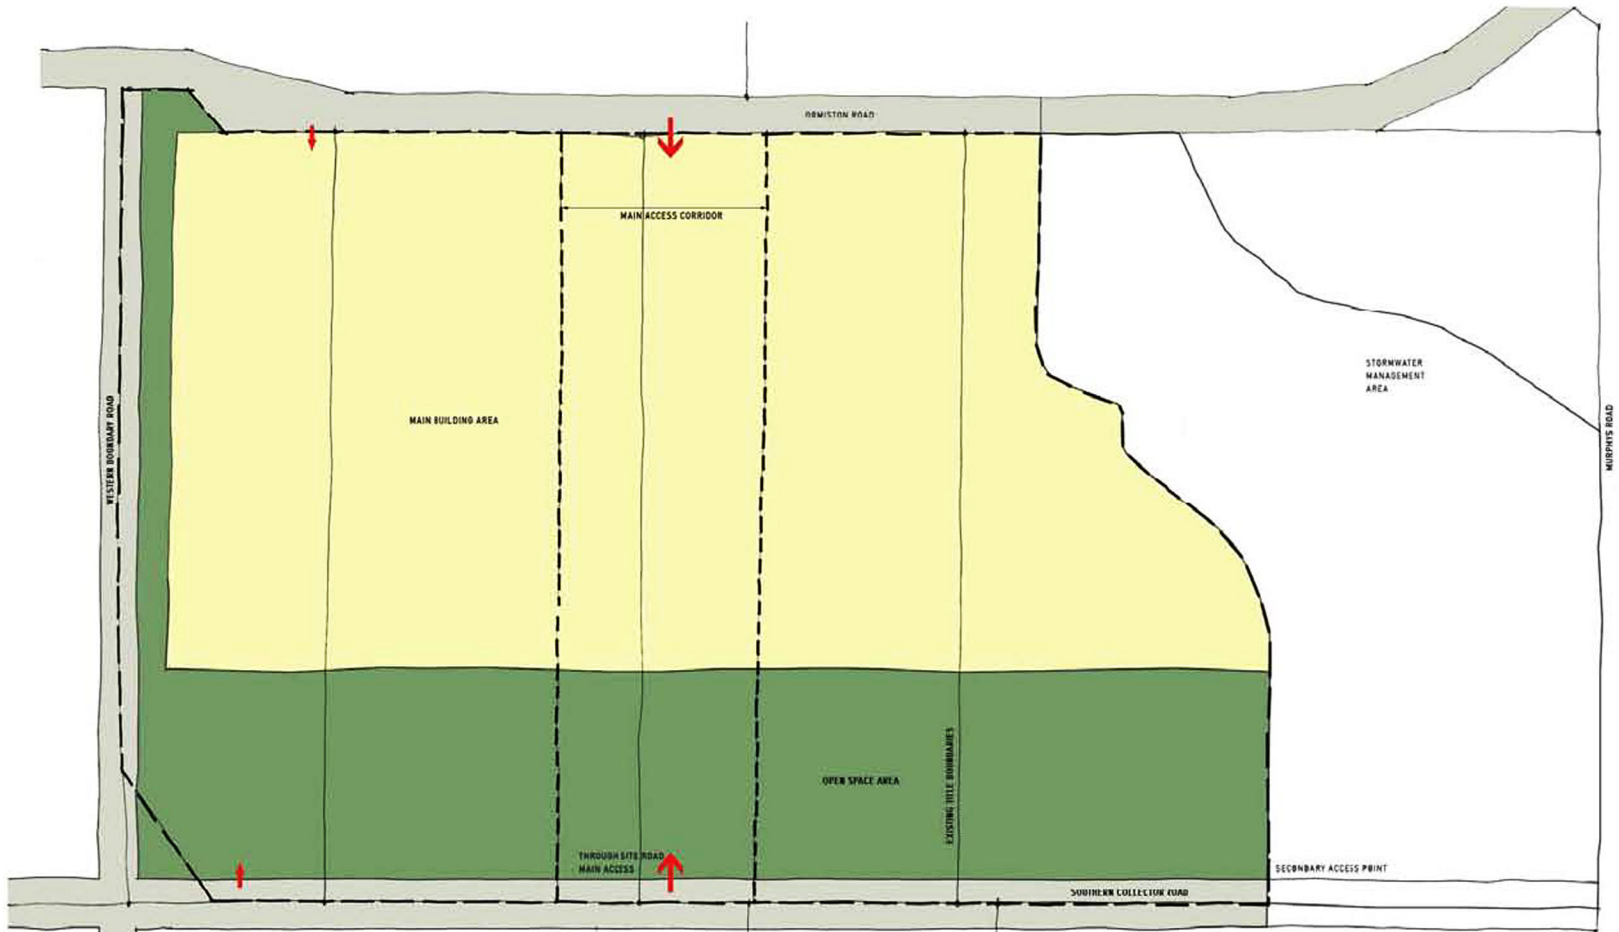 ORMISTON ROAD
MAIN ACCESS CORRIDOR
STORMWATER
MANAGEMENT
AREA
WESTERN BOUNDARY ROAD
MAIN BUILDING AREA
MURPHYS ROAD
EXISTING TITLE BOUNDARIES
OPEN SPACE AREA
THROUGH SITE ROAD
MAIN ACCESS
SECONDARY ACCESS POINT
SOUTHERN COLLECTOR ROAD